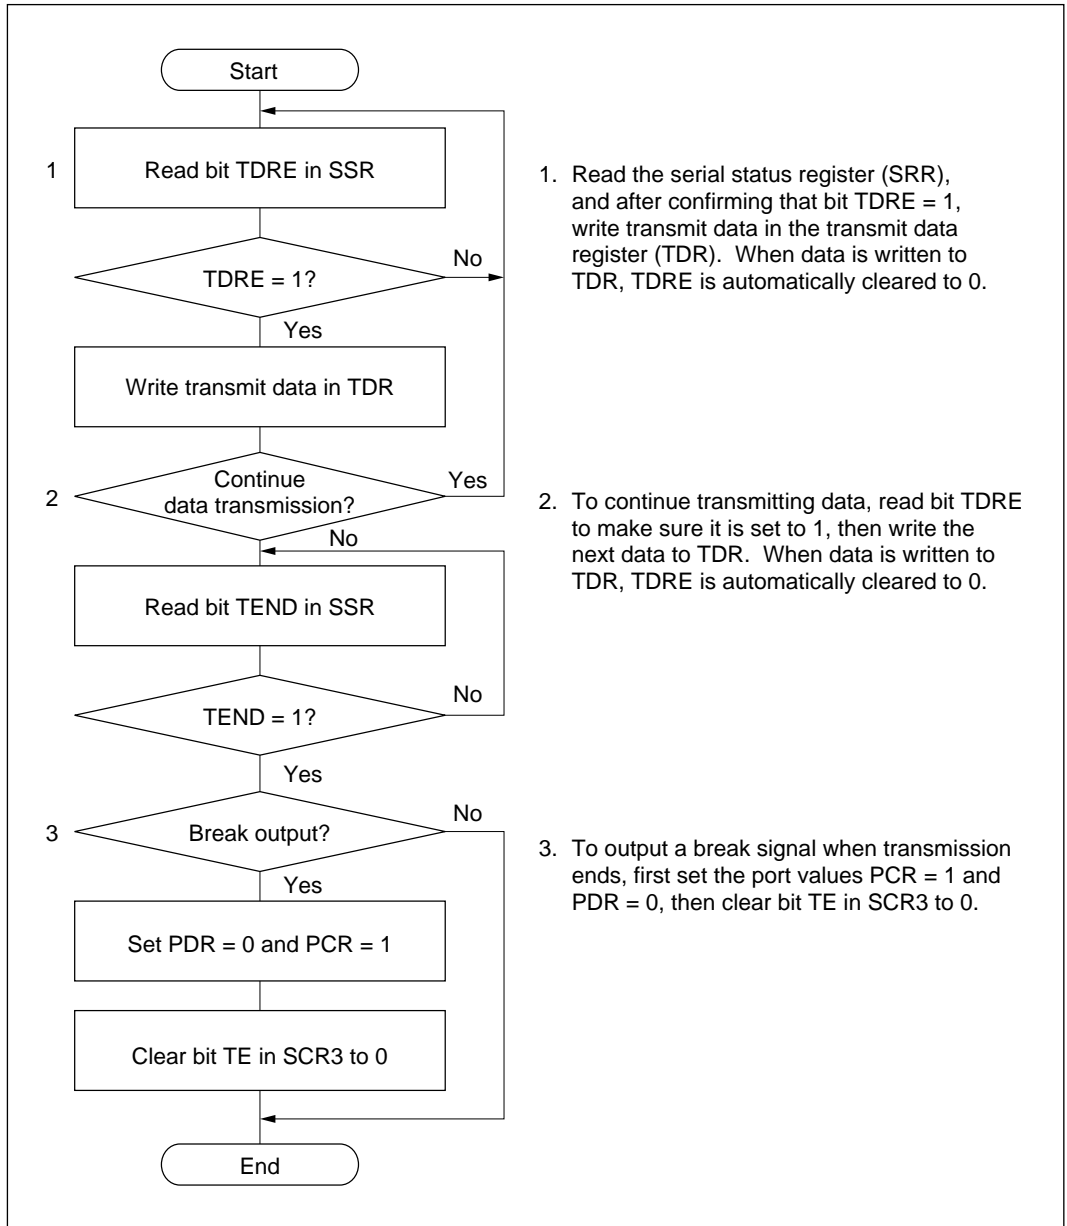 Start
1
Read bit TDRE in SSR
TDRE = 1?
No
Yes
Write transmit data in TDR
2
Continue
data transmission?
Yes
No
Read bit TEND in SSR
TEND = 1?
No
Yes
3
Break output?
No
Yes
Set PDR = 0 and PCR = 1
Clear bit TE in SCR3 to 0
End
1. Read the serial status register (SRR),
and after confirming that bit TDRE = 1,
write transmit data in the transmit data
register (TDR).  When data is written to
TDR, TDRE is automatically cleared to 0.
2. To continue transmitting data, read bit TDRE
to make sure it is set to 1, then write the
next data to TDR.  When data is written to
TDR, TDRE is automatically cleared to 0.
3. To output a break signal when transmission
ends, first set the port values PCR = 1 and
PDR = 0, then clear bit TE in SCR3 to 0.